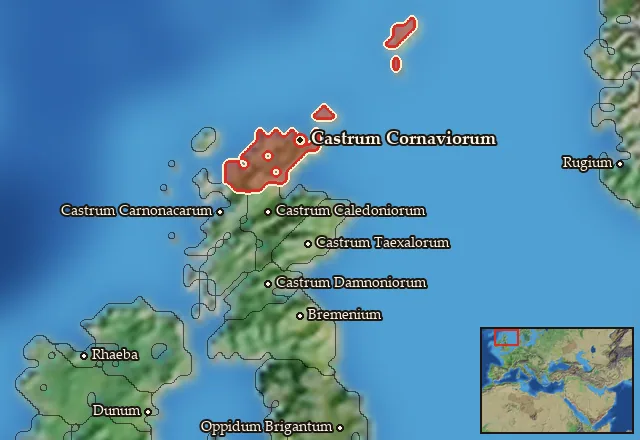 Castrum Cornaviorum
Rugium
Castrum Carnonacarum
Castrum Caledoniorum
Castrum Taexalorum
Castrum Damnoniorum
Bremenium
Rhaeba
Dunum
Oppidum Brigantum